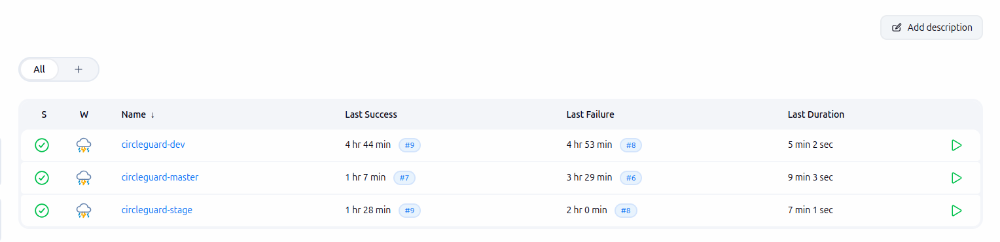 Add description
All +
S W Name ↓ Last Success Last Failure Last Duration
circleguard-dev 4 hr 44 min #9 4 hr 53 min #8 5 min 2 sec
circleguard-master 1 hr 7 min #7 3 hr 29 min #6 9 min 3 sec
circleguard-stage 1 hr 28 min #9 2 hr 0 min #8 7 min 1 sec